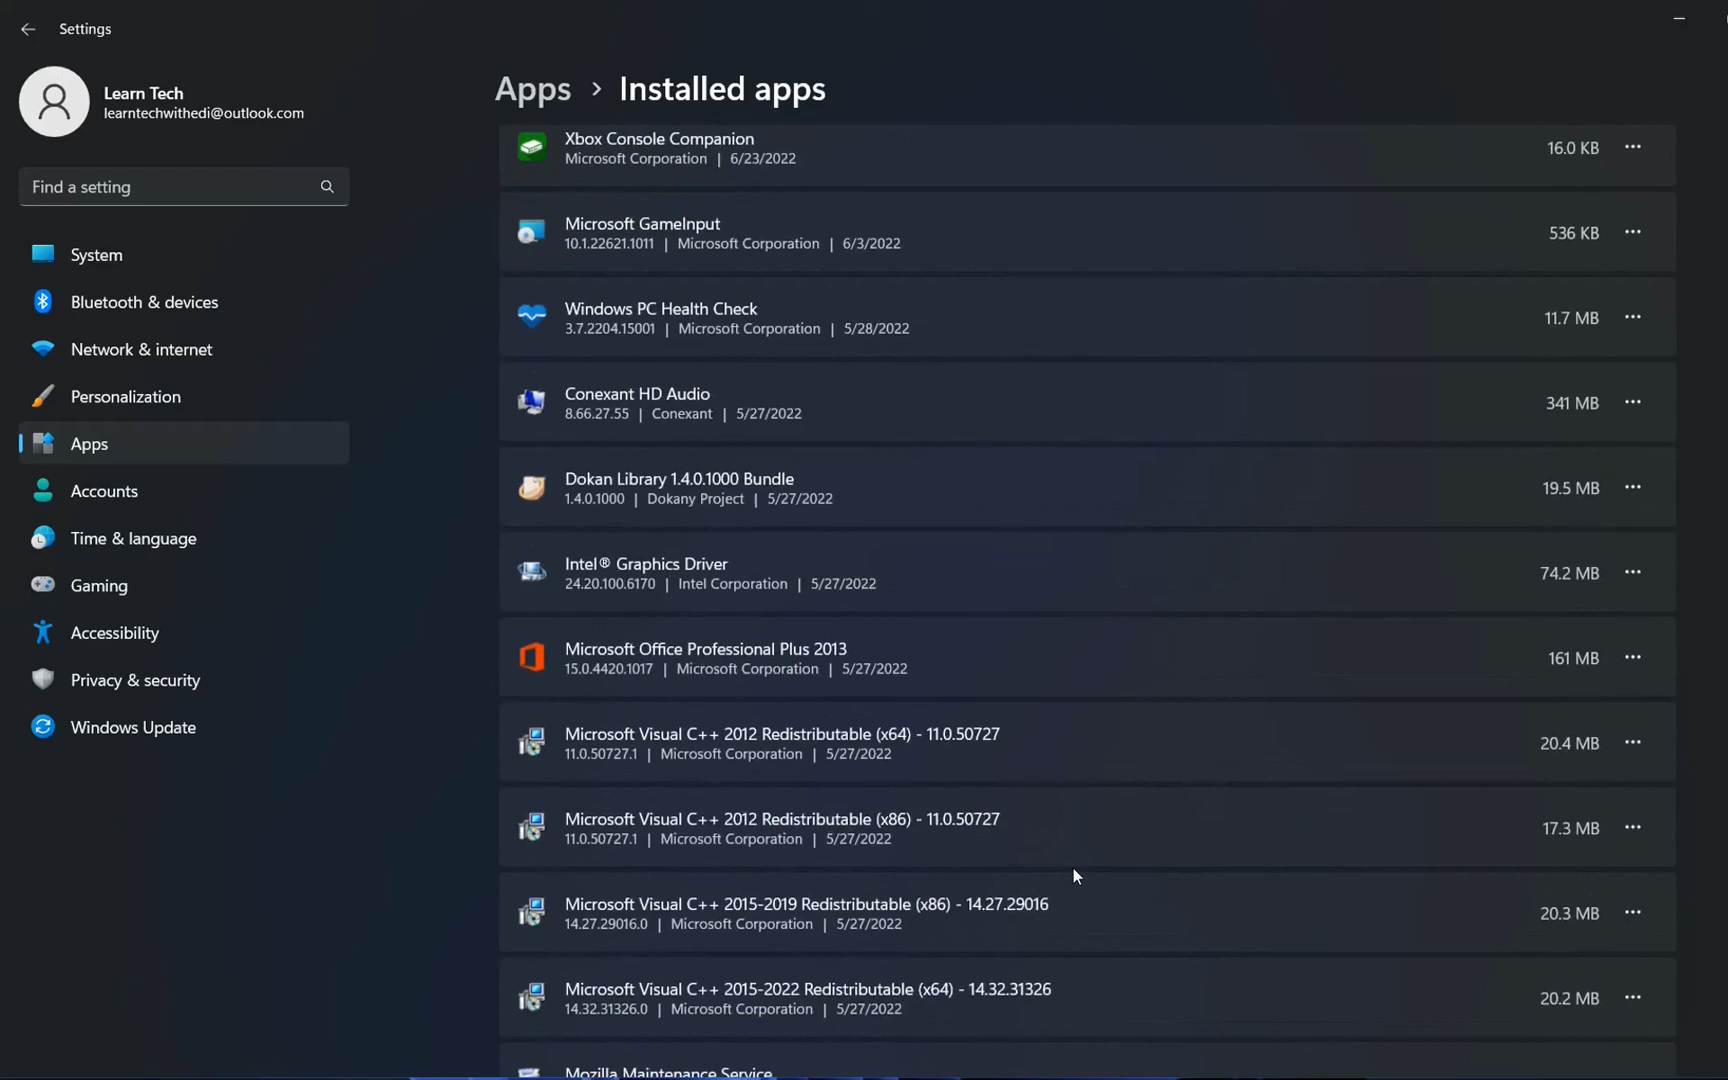 Settings
Learn Tech
learntechwithedi@outlook.com
Find a setting
System
Bluetooth & devices
Network & internet
Personalization
Apps
Accounts
Time & language
Gaming
Accessibility
Privacy & security
Windows Update
Apps > Installed apps
Xbox Console Companion
Microsoft Corporation | 6/23/2022
16.0 KB
Microsoft GameInput
10.1.22621.1011 | Microsoft Corporation | 6/3/2022
536 KB
Windows PC Health Check
3.7.2204.15001 | Microsoft Corporation | 5/28/2022
11.7 MB
Conexant HD Audio
8.66.27.55 | Conexant | 5/27/2022
341 MB
Dokan Library 1.4.0.1000 Bundle
1.4.0.1000 | Dokany Project | 5/27/2022
19.5 MB
Intel® Graphics Driver
24.20.100.6170 | Intel Corporation | 5/27/2022
74.2 MB
Microsoft Office Professional Plus 2013
15.0.4420.1017 | Microsoft Corporation | 5/27/2022
161 MB
Microsoft Visual C++ 2012 Redistributable (x64) - 11.0.50727
11.0.50727.1 | Microsoft Corporation | 5/27/2022
20.4 MB
Microsoft Visual C++ 2012 Redistributable (x86) - 11.0.50727
11.0.50727.1 | Microsoft Corporation | 5/27/2022
17.3 MB
Microsoft Visual C++ 2015-2019 Redistributable (x86) - 14.27.29016
14.27.29016.0 | Microsoft Corporation | 5/27/2022
20.3 MB
Microsoft Visual C++ 2015-2022 Redistributable (x64) - 14.32.31326
14.32.31326.0 | Microsoft Corporation | 5/27/2022
20.2 MB
Mozilla Maintenance Service